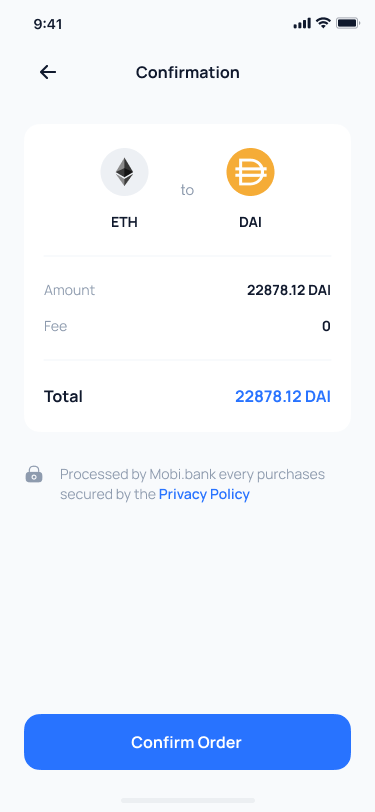 9:41
Confirmation
to
ETH
DAI
Amount
22878.12 DAI
Fee
0
Total
22878.12 DAI
Processed by Mobi.bank every purchases
secured by the Privacy Policy
Confirm Order